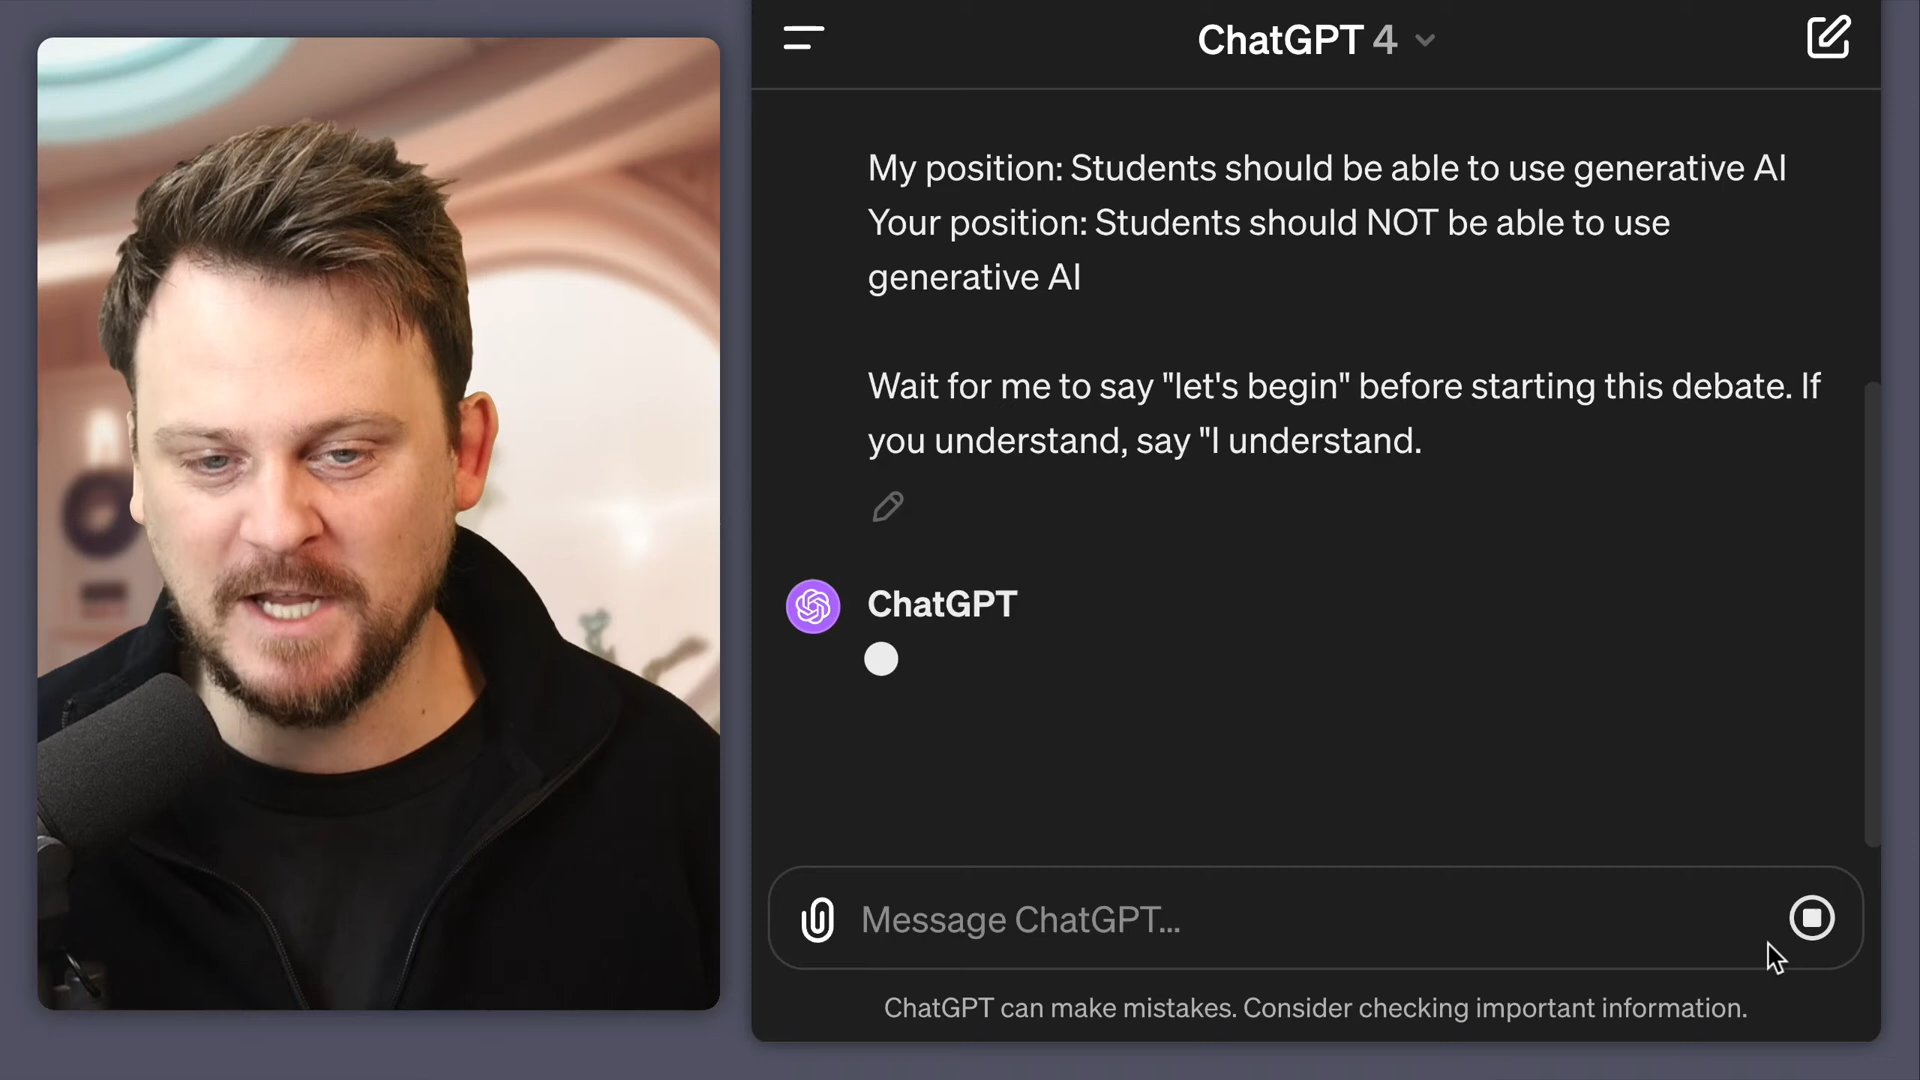 ChatGPT 4
My position: Students should be able to use generative AI
Your position: Students should NOT be able to use
generative AI
Wait for me to say "let's begin" before starting this debate. If
you understand, say "I understand.
ChatGPT
Message ChatGPT...
ChatGPT can make mistakes. Consider checking important information.